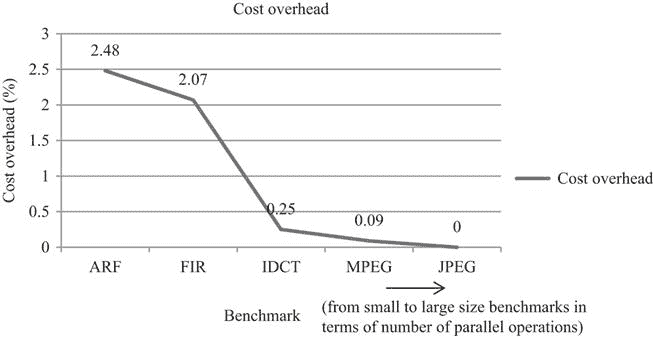 Cost overhead
3
2.48
2.5
2.07
2
1.5
1
0.5
0.25
0.09
0
0
Cost overhead (%)
Cost overhead
ARF FIR IDCT MPEG JPEG
Benchmark
(from small to large size benchmarks in
terms of number of parallel operations)